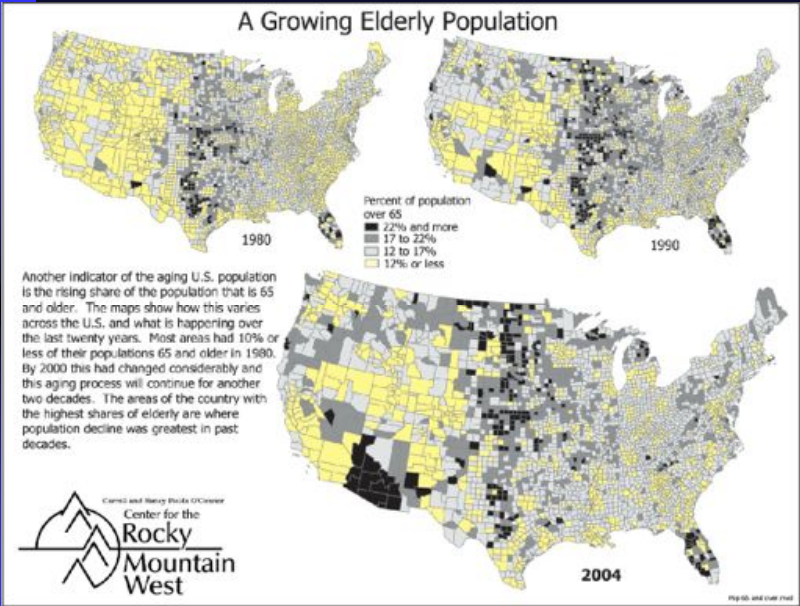 A Growing Elderly Population
1980
Percent of population
over 65
22% and more
17 to 22%
12 to 17%
12% or less
1990
Another indicator of the aging U.S. population
is the rising share of the population that is 65
and older. The maps show how this varies
across the U.S. and what is happening over
the last twenty years. Most areas had 10% or
less of their populations 65 and older in 1980.
By 2000 this had changed considerably and
this aging process will continue for another
two decades. The areas of the country with
the highest shares of elderly are where
population decline was greatest in past
decades.
and Nancy O'Connor
Center for the
Rocky
Mountain
West
2004